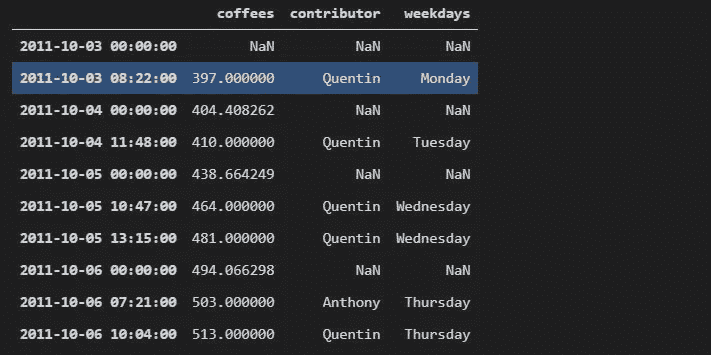 coffees contributor weekdays
2011-10-03 00:00:00 NaN NaN NaN
2011-10-03 08:22:00 397.000000 Quentin Monday
2011-10-04 00:00:00 404.408262 NaN NaN
2011-10-04 11:48:00 410.000000 Quentin Tuesday
2011-10-05 00:00:00 438.664249 NaN NaN
2011-10-05 10:47:00 464.000000 Quentin Wednesday
2011-10-05 13:15:00 481.000000 Quentin Wednesday
2011-10-06 00:00:00 494.066298 NaN NaN
2011-10-06 07:21:00 503.000000 Anthony Thursday
2011-10-06 10:04:00 513.000000 Quentin Thursday